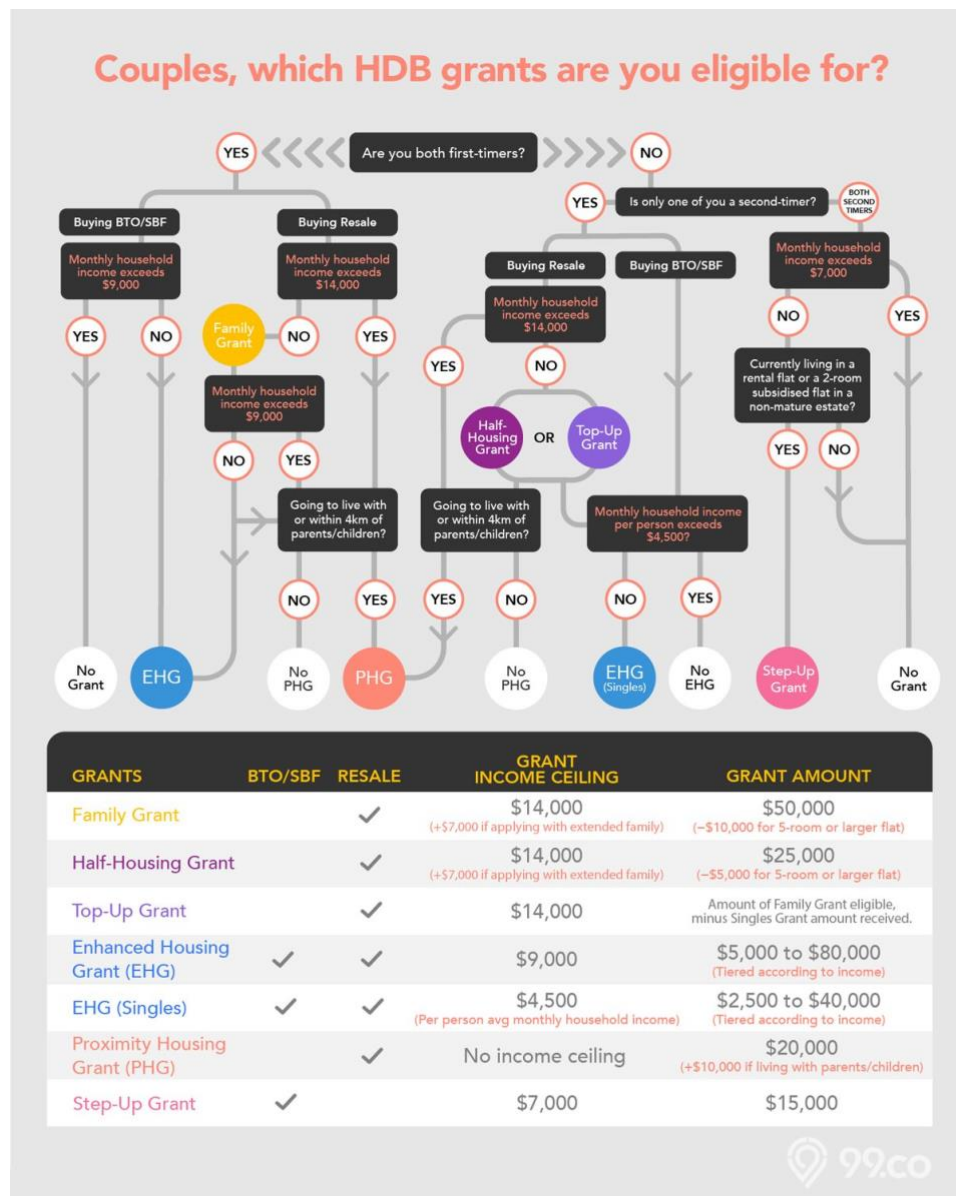 Couples, which HDB grants are you eligible for?
YES
Are you both first-timers?
NO
YES
Is only one of you a second-timer?
BOTH
SECOND
TIMERS
Buying BTO/SBF
Buying Resale
Monthly household
income exceeds
$9,000
Monthly household
income exceeds
$14,000
Buying Resale
Buying BTO/SBF
Monthly household
income exceeds
$7,000
Monthly household
income exceeds
$14,000
YES
NO
Family
Grant
NO
YES
YES
NO
NO
YES
Monthly household
income exceeds
$9,000
Currently living in a
rental flat or a 2-room
subsidised flat in a
non-mature estate?
Half-
Housing
Grant
OR
Top-Up
Grant
NO
YES
YES
NO
Going to live with
or within 4km of
parents/children?
Going to live with
or within 4km of
parents/children?
Monthly household income
per person exceeds
$4,500?
NO
YES
YES
NO
NO
YES
No
Grant
EHG
No
PHG
PHG
No
PHG
EHG
(Singles)
No
EHG
Step-Up
Grant
No
Grant
GRANTS
BTO/SBF
RESALE
GRANT
INCOME CEILING
GRANT AMOUNT
Family Grant
$14,000
(+$7,000 if applying with extended family)
$50,000
(−$10,000 for 5-room or larger flat)
Half-Housing Grant
$14,000
(+$7,000 if applying with extended family)
$25,000
(−$5,000 for 5-room or larger flat)
Top-Up Grant
$14,000
Amount of Family Grant eligible,
minus Singles Grant amount received.
Enhanced Housing
Grant (EHG)
$9,000
$5,000 to $80,000
(Tiered according to income)
EHG (Singles)
$4,500
(Per person avg monthly household income)
$2,500 to $40,000
(Tiered according to income)
Proximity Housing
Grant (PHG)
No income ceiling
$20,000
(+$10,000 if living with parents/children)
Step-Up Grant
$7,000
$15,000
99.co